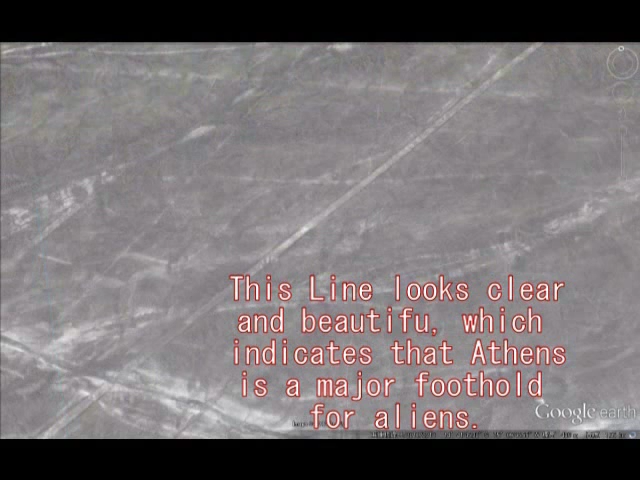 This Line looks clear
and beautifu, which
indicates that Athens
is a major foothold
for aliens.
Google earth